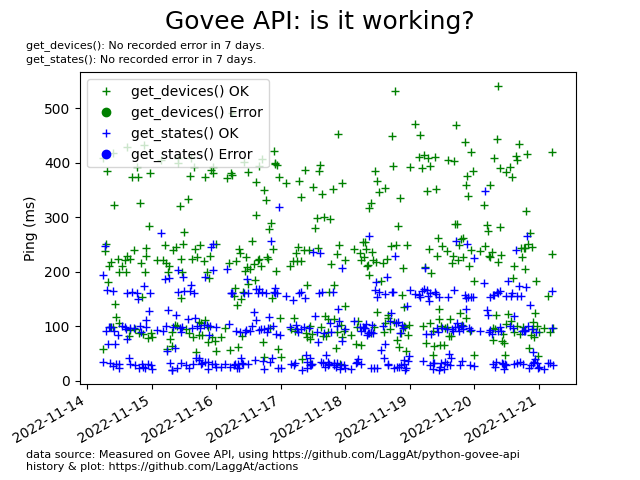 Govee API: is it working?
get_devices(): No recorded error in 7 days.
get_states(): No recorded error in 7 days.
get_devices() OK
get_devices() Error
get_states() OK
get_states() Error
Ping (ms)
500
400
300
200
100
0
2022-11-14
2022-11-15
2022-11-16
2022-11-17
2022-11-18
2022-11-19
2022-11-20
2022-11-21
data source: Measured on Govee API, using https://github.com/LaggAt/python-govee-api
history & plot: https://github.com/LaggAt/actions